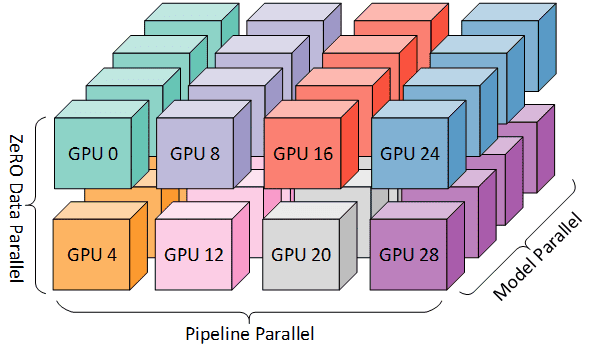 GPU 0
GPU 8
GPU 16
GPU 24
GPU 4
GPU 12
GPU 20
GPU 28
ZeRO Data Parallel
Pipeline Parallel
Model Parallel